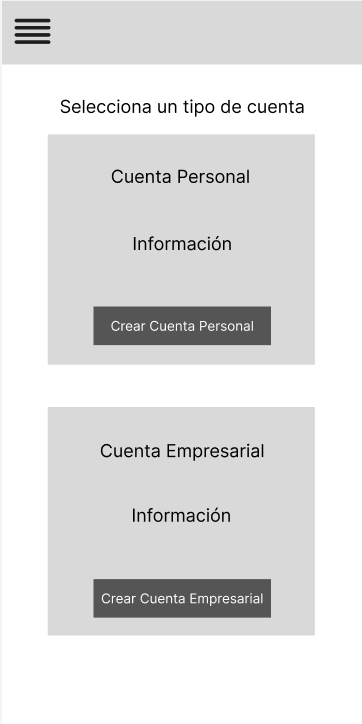 Selecciona un tipo de cuenta
Cuenta Personal
Información
Crear Cuenta Personal
Cuenta Empresarial
Información
Crear Cuenta Empresarial